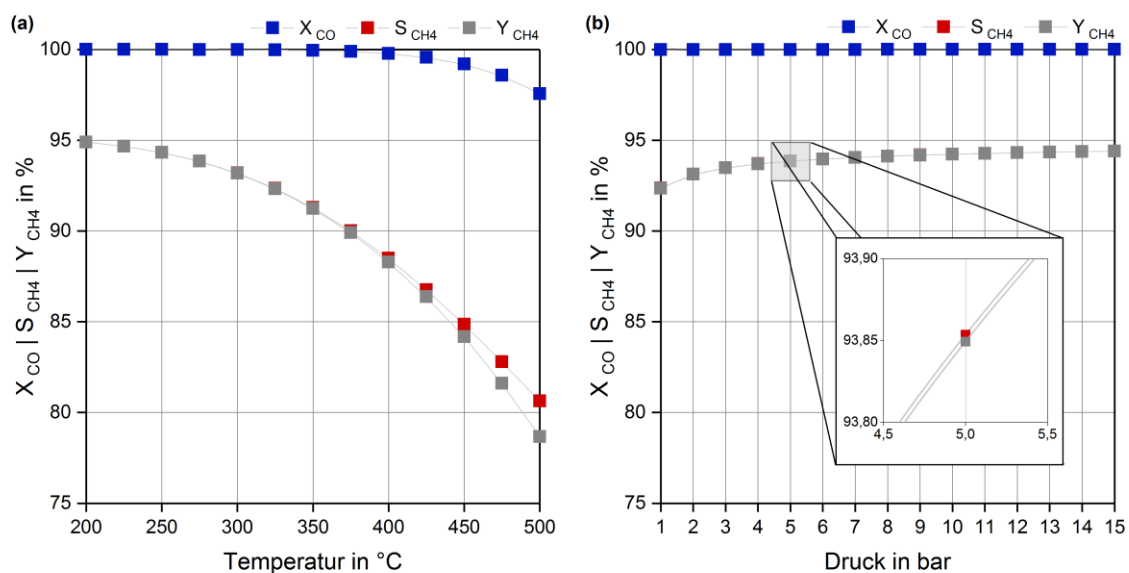 (a) X CO S CH4 Y CH4
100
95
90
85
80
75
X CO | S CH4 | Y CH4 in %
200 250 300 350 400 450 500
Temperatur in °C
(b) X CO S CH4 Y CH4
100
95
90
85
80
75
X CO | S CH4 | Y CH4 in %
93,90
93,85
93,80
4,5 5,0 5,5
1 2 3 4 5 6 7 8 9 10 11 12 13 14 15
Druck in bar